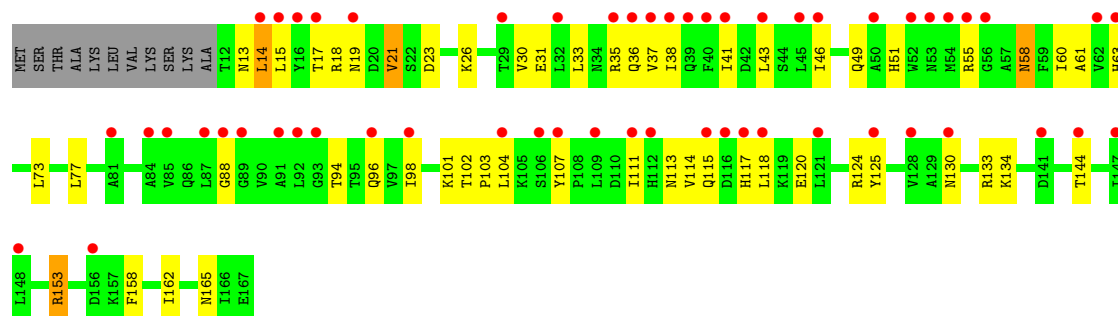 MET SER THR ALA LYS LEU VAL LYS SER LYS ALA T12 N13 L14 L15 Y16 T17 R18 N19 D20 V21 S22 D23 K26 T29 V30 E31 L32 L33 N34 R35 Q36 V37 I38 Q39 F40 I41 D42 L43 S44 L45 I46 Q49 A50 H51 W52 N53 M54 R55 G56 A57 N58 F59 I60 A61 V62 H63
L73 L77 A81 A84 V85 Q86 L87 G88 G89 V90 A91 L92 G93 T94 T95 Q96 V97 I98 K101 T102 P103 L104 K105 S106 Y107 P108 L109 D110 I111 H112 N113 V114 Q115 D116 H117 L118 K119 E120 L121 R124 Y125 V128 A129 N130 R133 K134 D141 T144 I147
L148 R153 D156 K157 F158 I162 N165 I166 E167